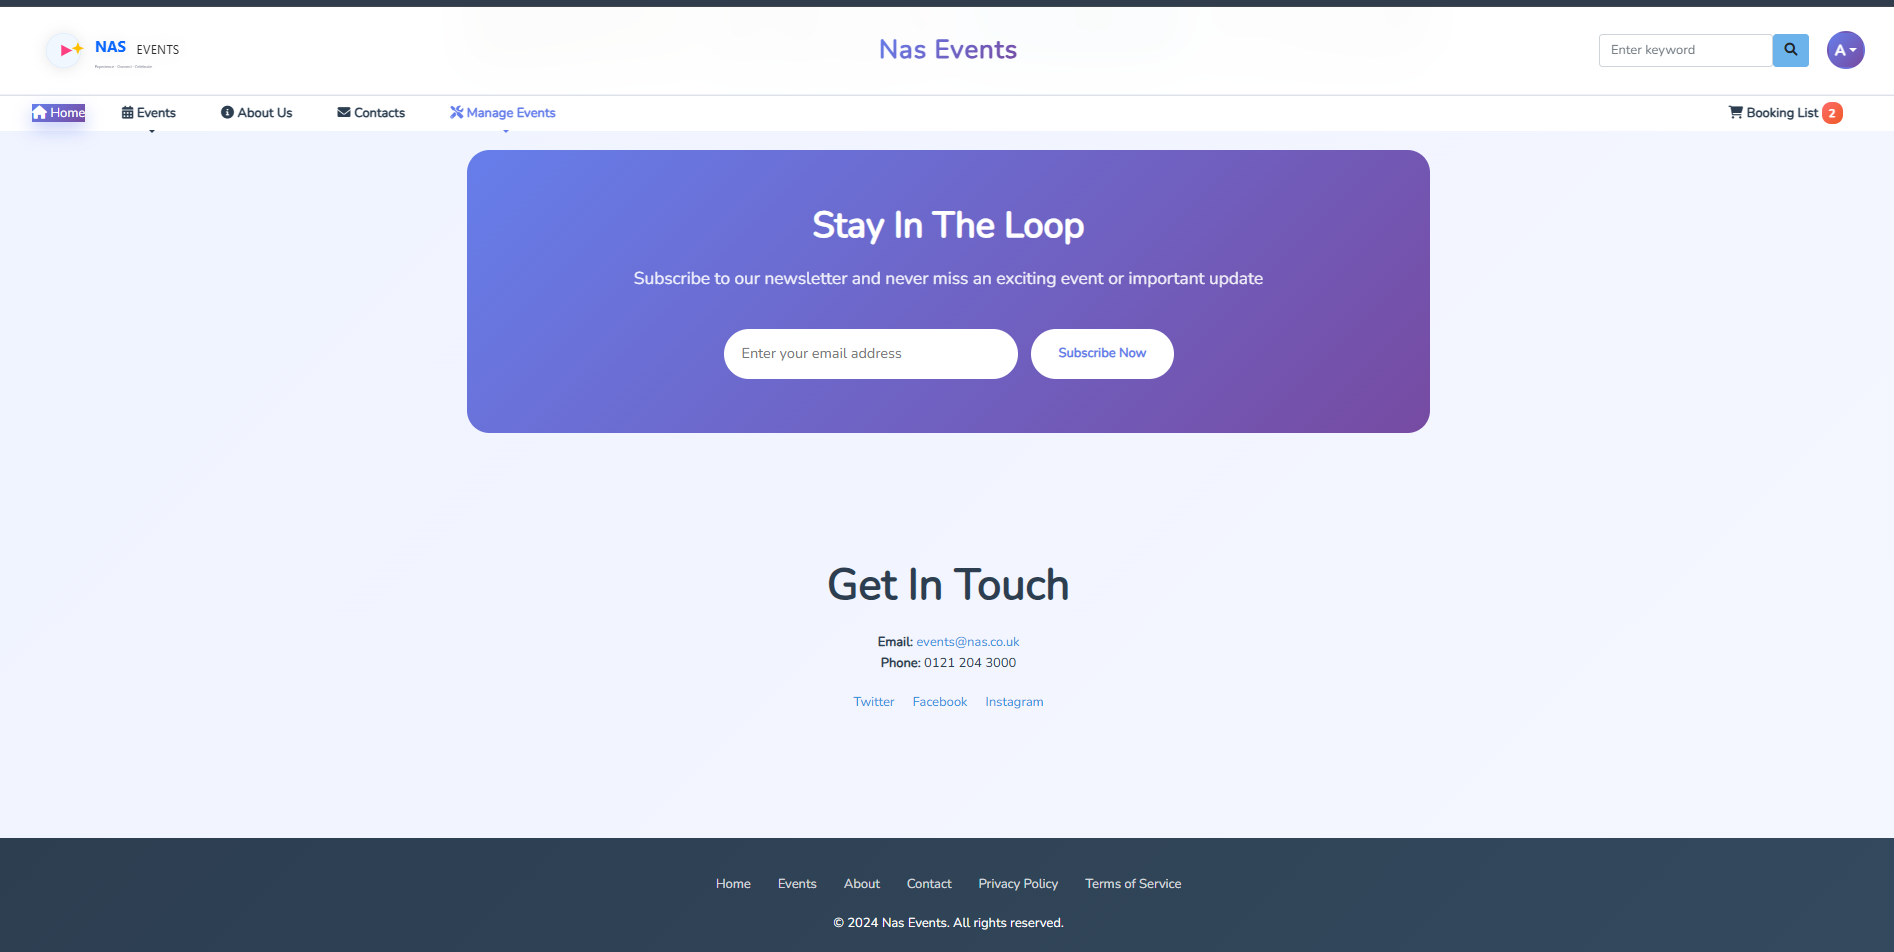 NAS EVENTS
Experience · Connect · Celebrate
Nas Events
Enter keyword
A
Home Events About Us Contacts Manage Events Booking List 2
Stay In The Loop
Subscribe to our newsletter and never miss an exciting event or important update
Enter your email address Subscribe Now
Get In Touch
Email: events@nas.co.uk
Phone: 0121 204 3000
Twitter Facebook Instagram
Home Events About Contact Privacy Policy Terms of Service
© 2024 Nas Events. All rights reserved.